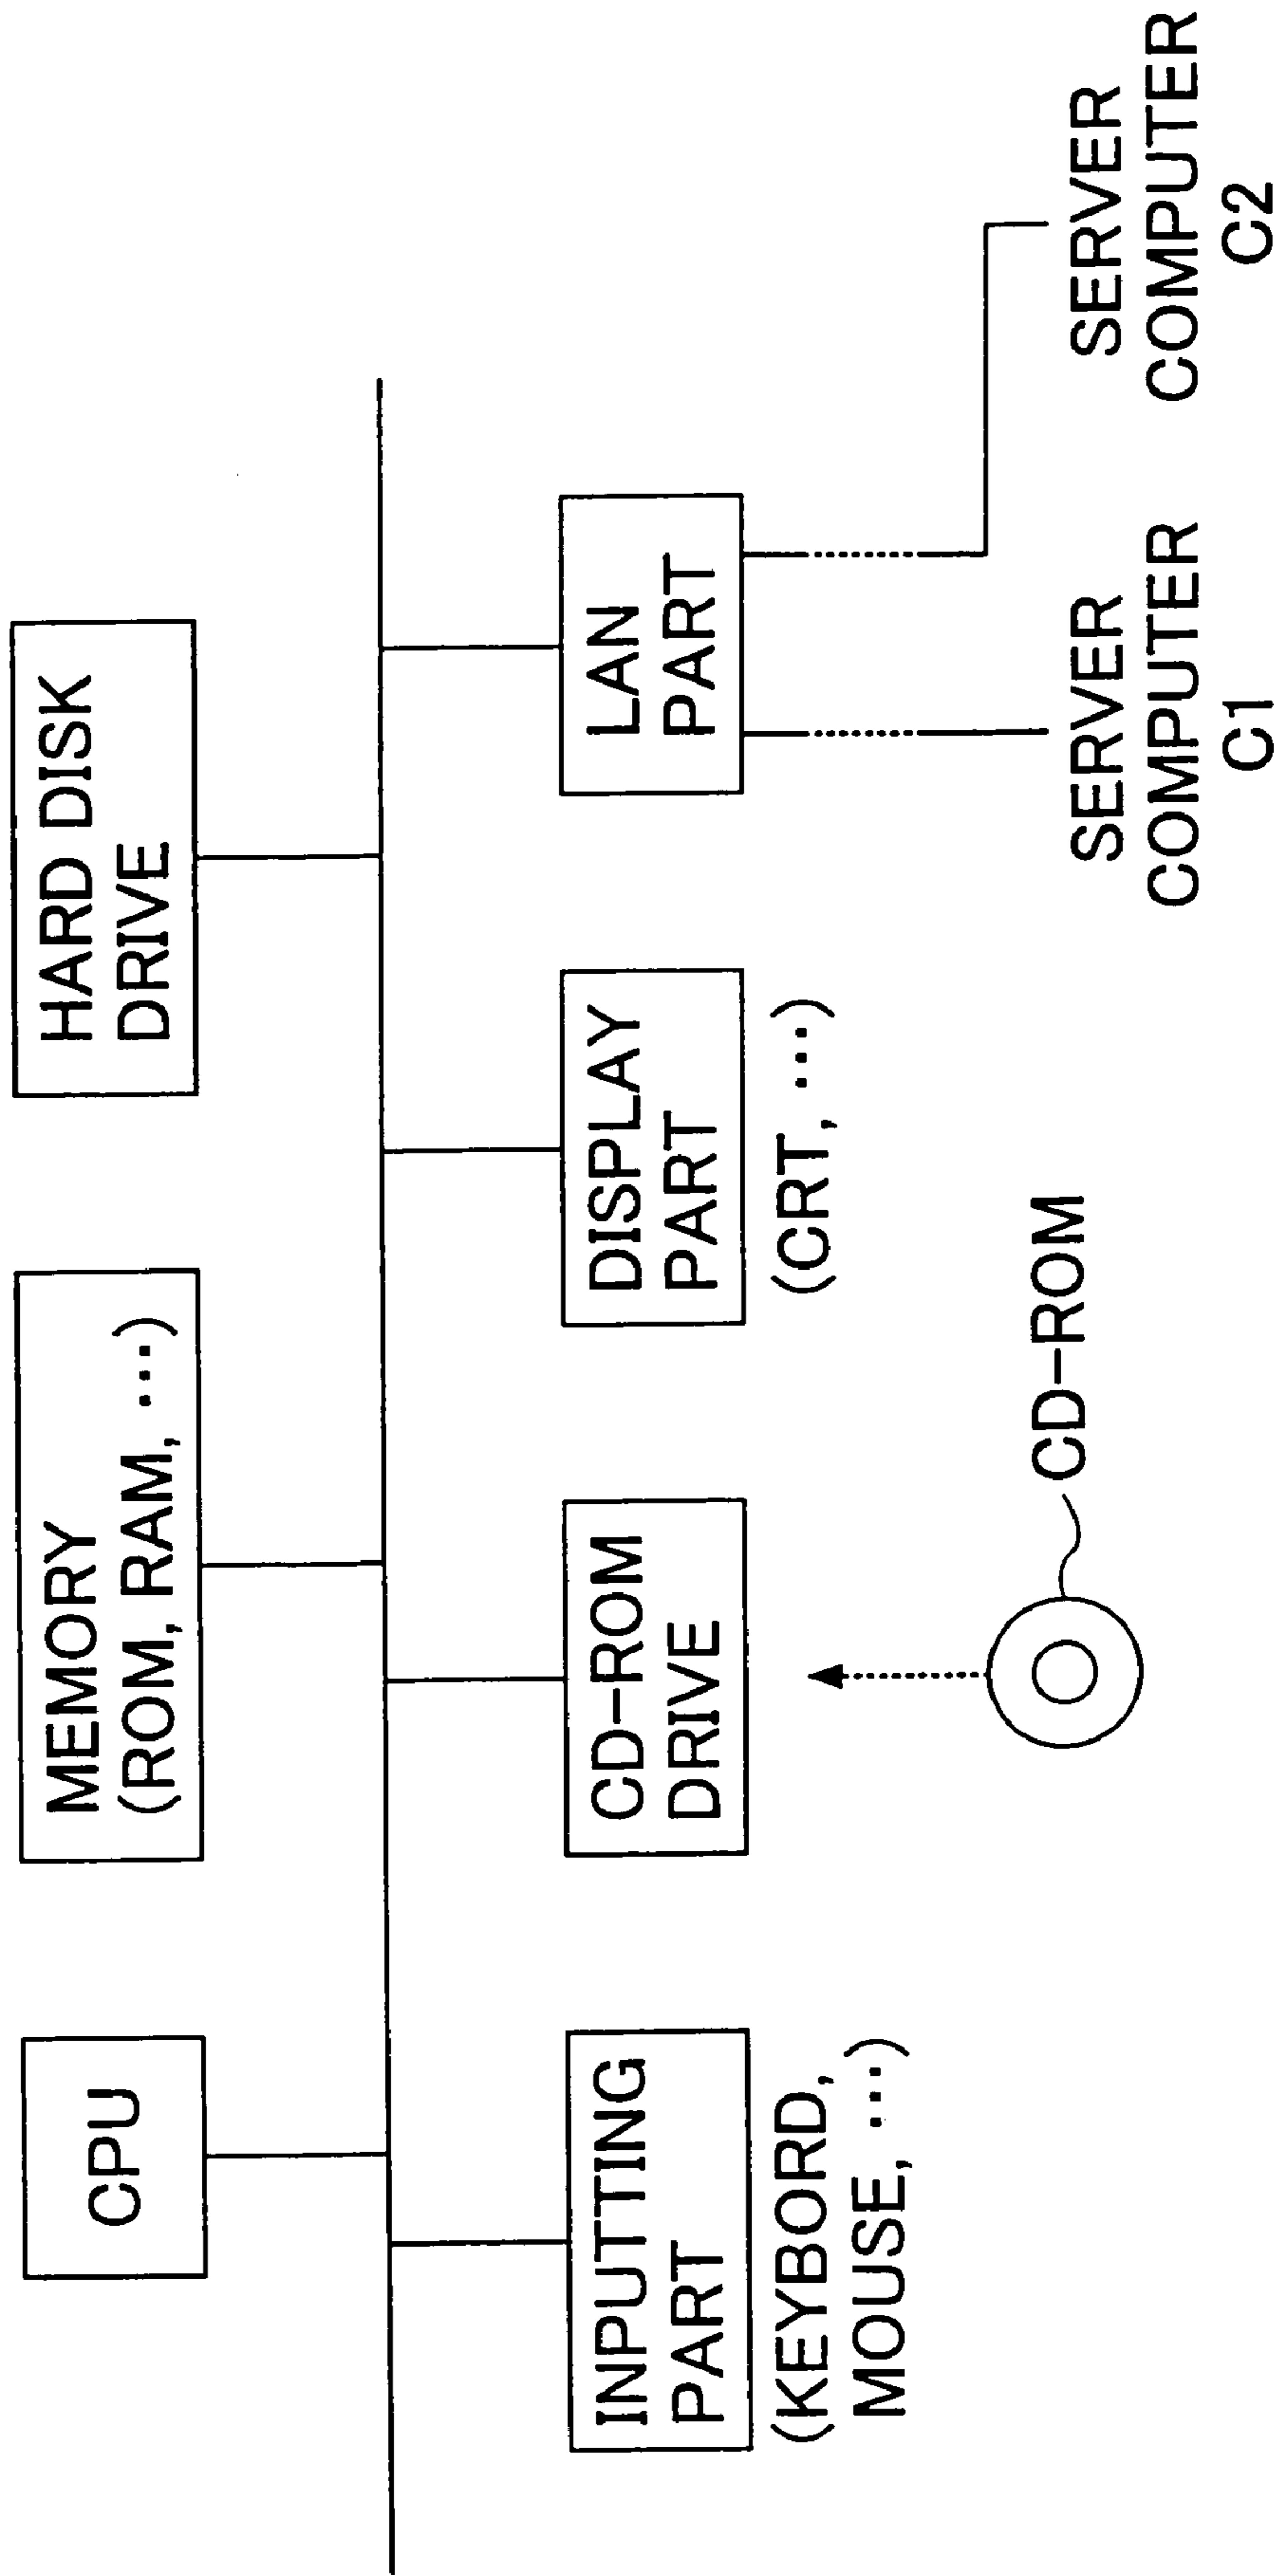 CPU
MEMORY
(ROM, RAM, ···)
HARD DISK
DRIVE
INPUTTING
PART
(KEYBORD,
MOUSE, ···)
CD-ROM
DRIVE
DISPLAY
PART
(CRT, ···)
LAN
PART
CD-ROM
SERVER
COMPUTER
C1
SERVER
COMPUTER
C2